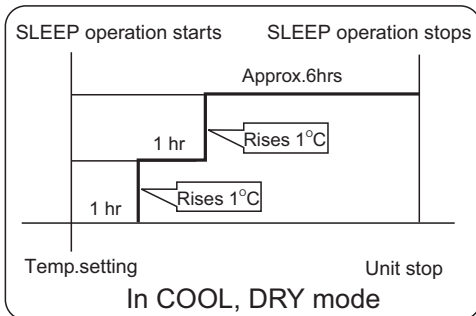 SLEEP operation starts SLEEP operation stops
Approx.6hrs
1 hr Rises 1°C
1 hr Rises 1°C
Temp.setting Unit stop
In COOL, DRY mode